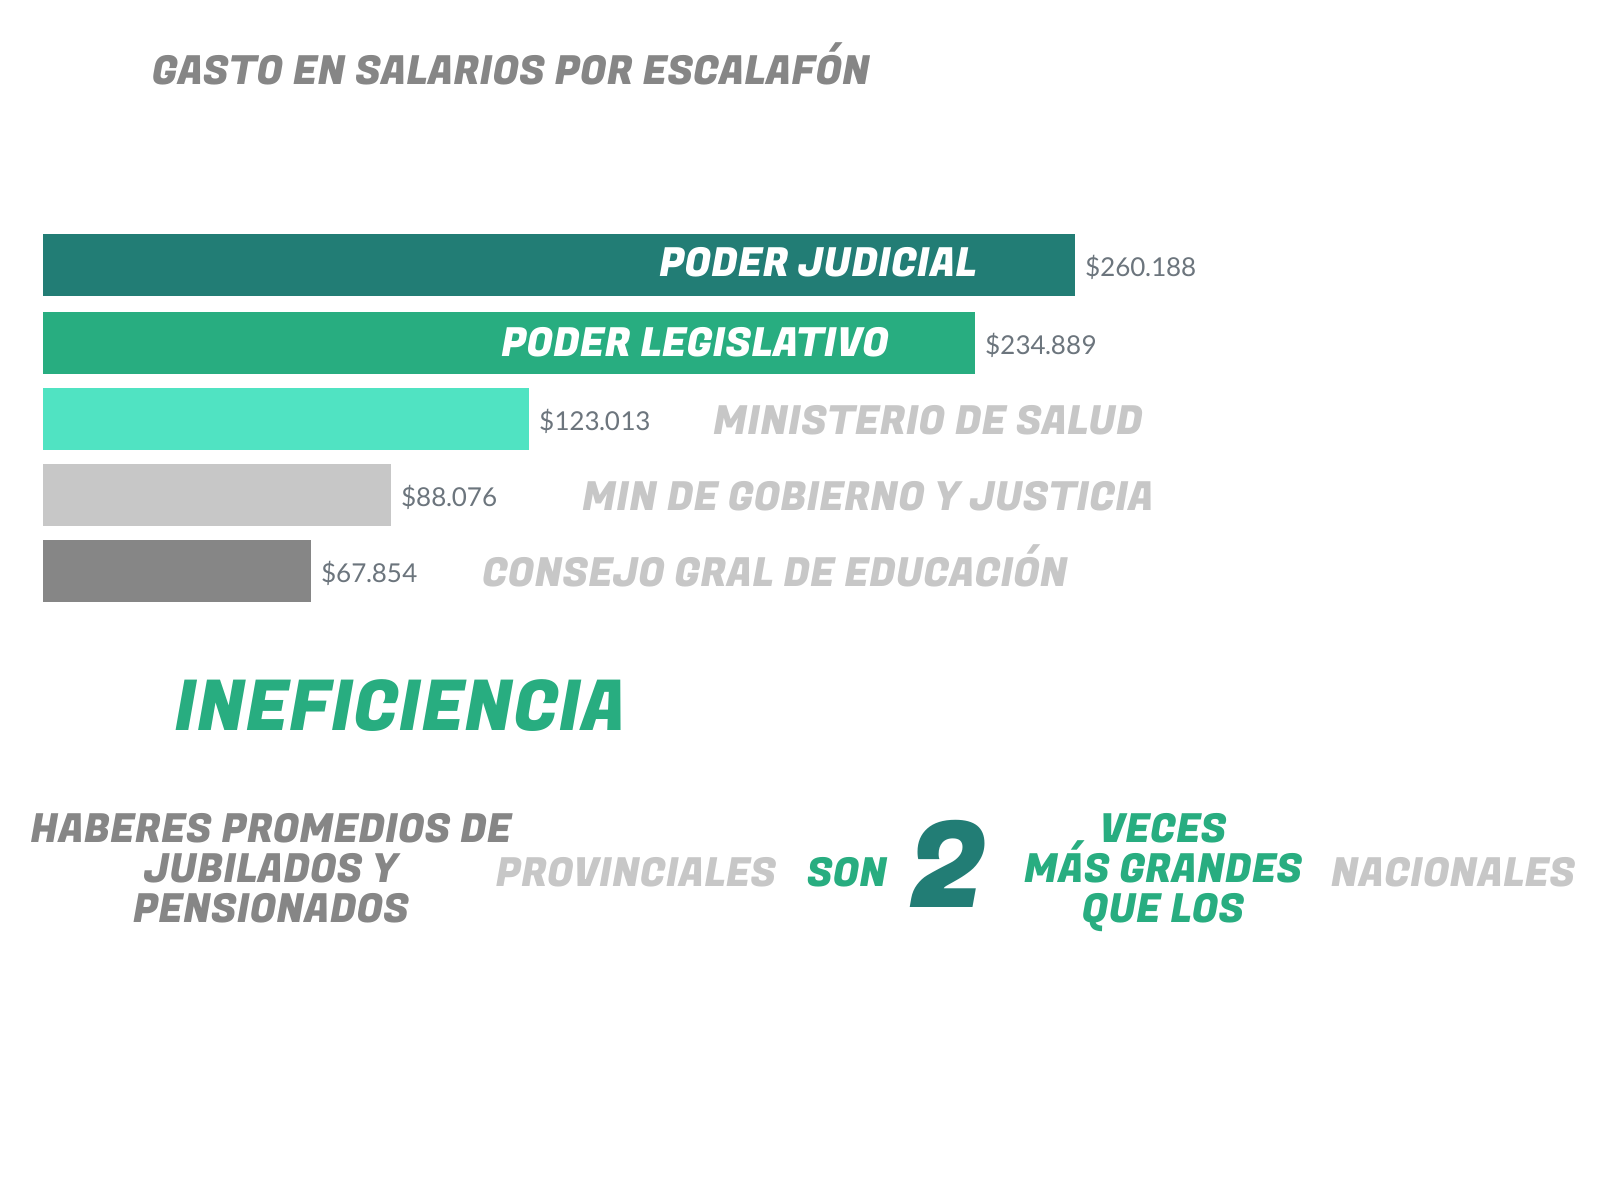 GASTO EN SALARIOS POR ESCALAFÓN
PODER JUDICIAL $260.188
PODER LEGISLATIVO $234.889
$123.013 MINISTERIO DE SALUD
$88.076 MIN DE GOBIERNO Y JUSTICIA
$67.854 CONSEJO GRAL DE EDUCACIÓN
INEFICIENCIA
HABERES PROMEDIOS DE
JUBILADOS Y
PENSIONADOS
PROVINCIALES
SON
2
VECES
MÁS GRANDES
QUE LOS
NACIONALES